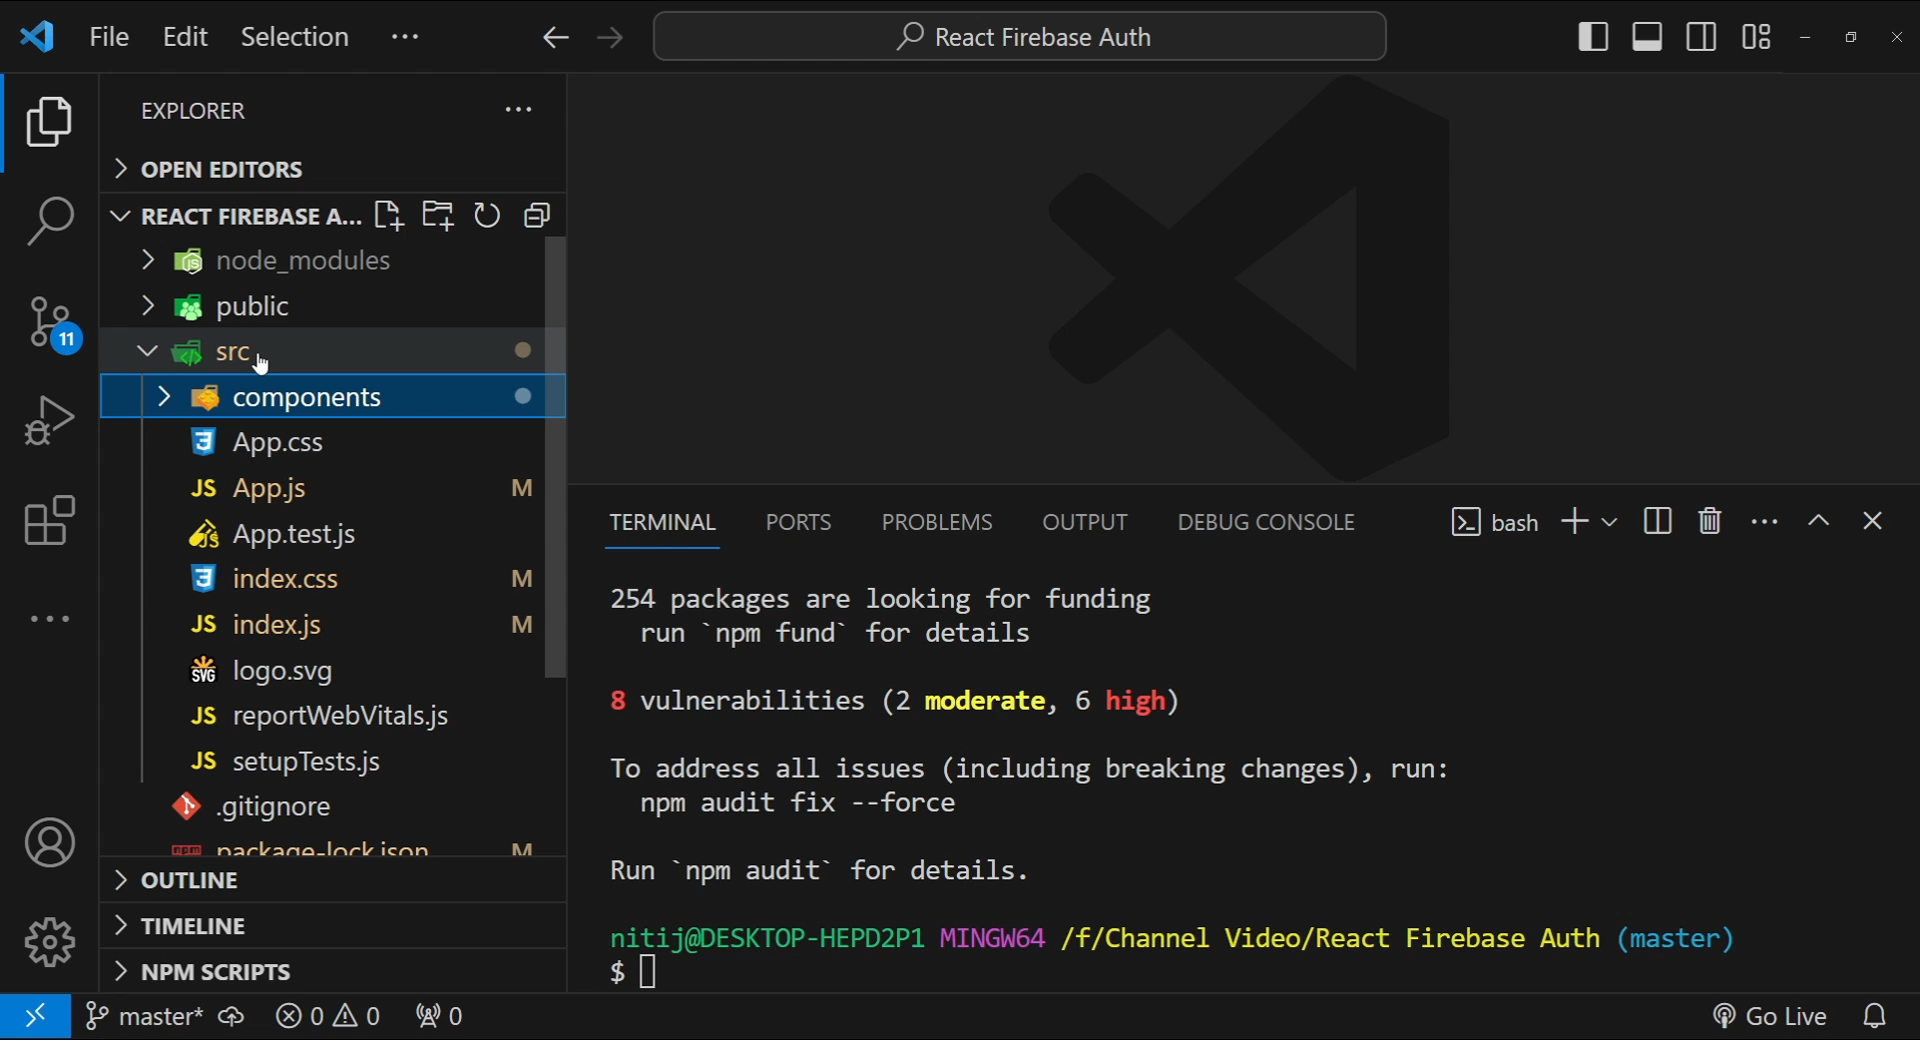 File Edit Selection ···
React Firebase Auth
EXPLORER
OPEN EDITORS
REACT FIREBASE A...
node_modules
public
src
components
App.css
App.js M
App.test.js
index.css M
index.js M
logo.svg
reportWebVitals.js
setupTests.js
.gitignore
package-lock.json M
OUTLINE
TIMELINE
NPM SCRIPTS
11
TERMINAL PORTS PROBLEMS OUTPUT DEBUG CONSOLE bash
254 packages are looking for funding
run `npm fund` for details
8 vulnerabilities (2 moderate, 6 high)
To address all issues (including breaking changes), run:
npm audit fix --force
Run `npm audit` for details.
nitij@DESKTOP-HEPD2P1 MINGW64 /f/Channel Video/React Firebase Auth (master)
$
master* 0 0 0 Go Live